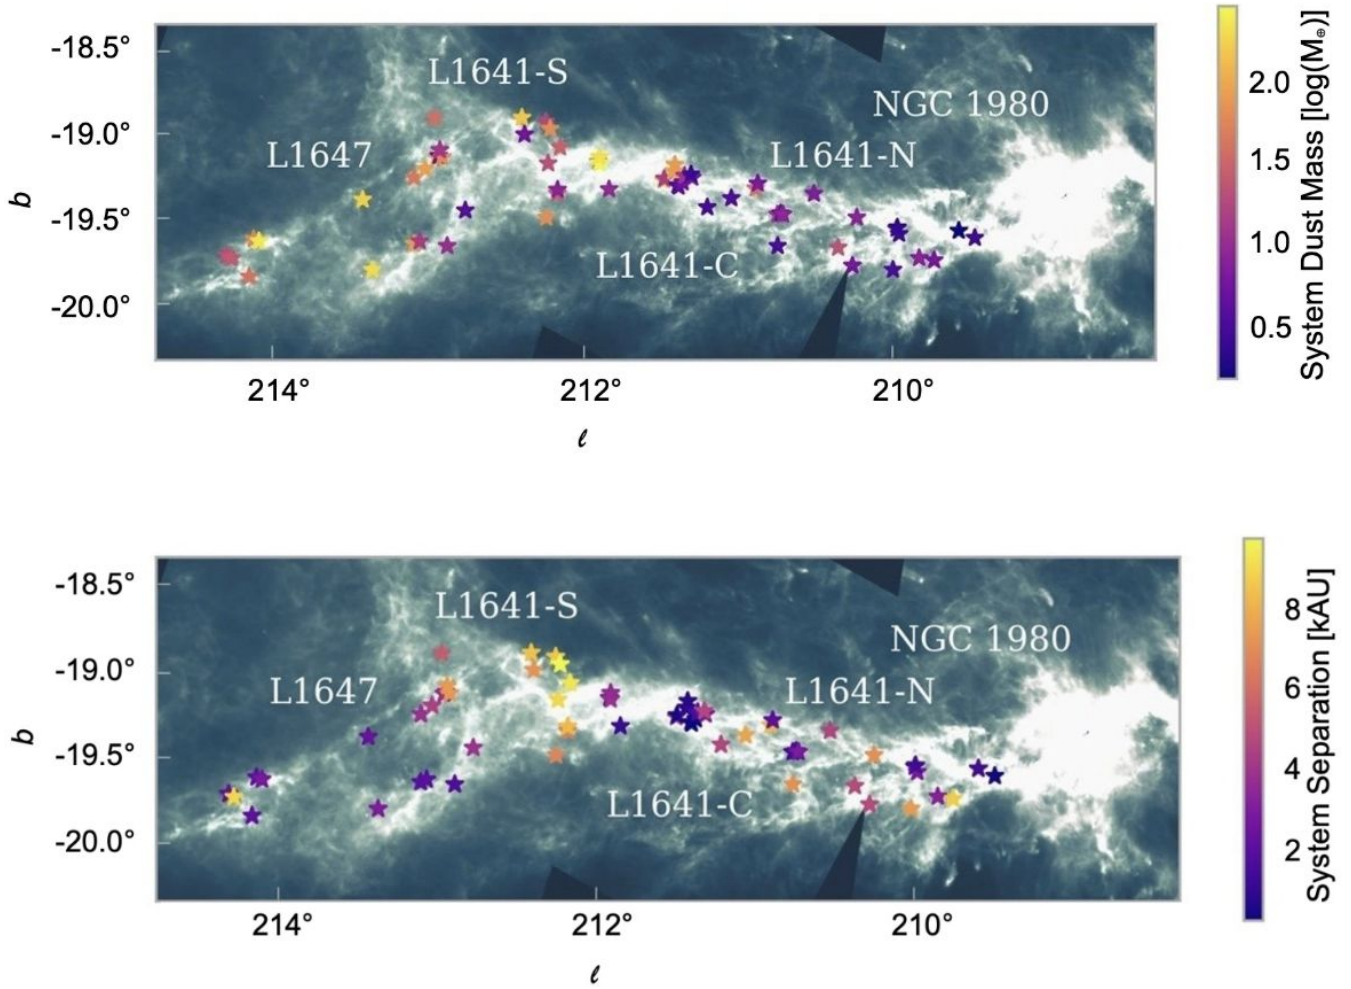 -18.5°
-19.0°
-19.5°
-20.0°
b
L1641-S
NGC 1980
L1647
L1641-N
L1641-C
214°
212°
210°
ℓ
2.0
1.5
1.0
0.5
System Dust Mass [log(M⊕)]
-18.5°
-19.0°
-19.5°
-20.0°
b
L1641-S
NGC 1980
L1647
L1641-N
L1641-C
214°
212°
210°
ℓ
8
6
4
2
System Separation [kAU]